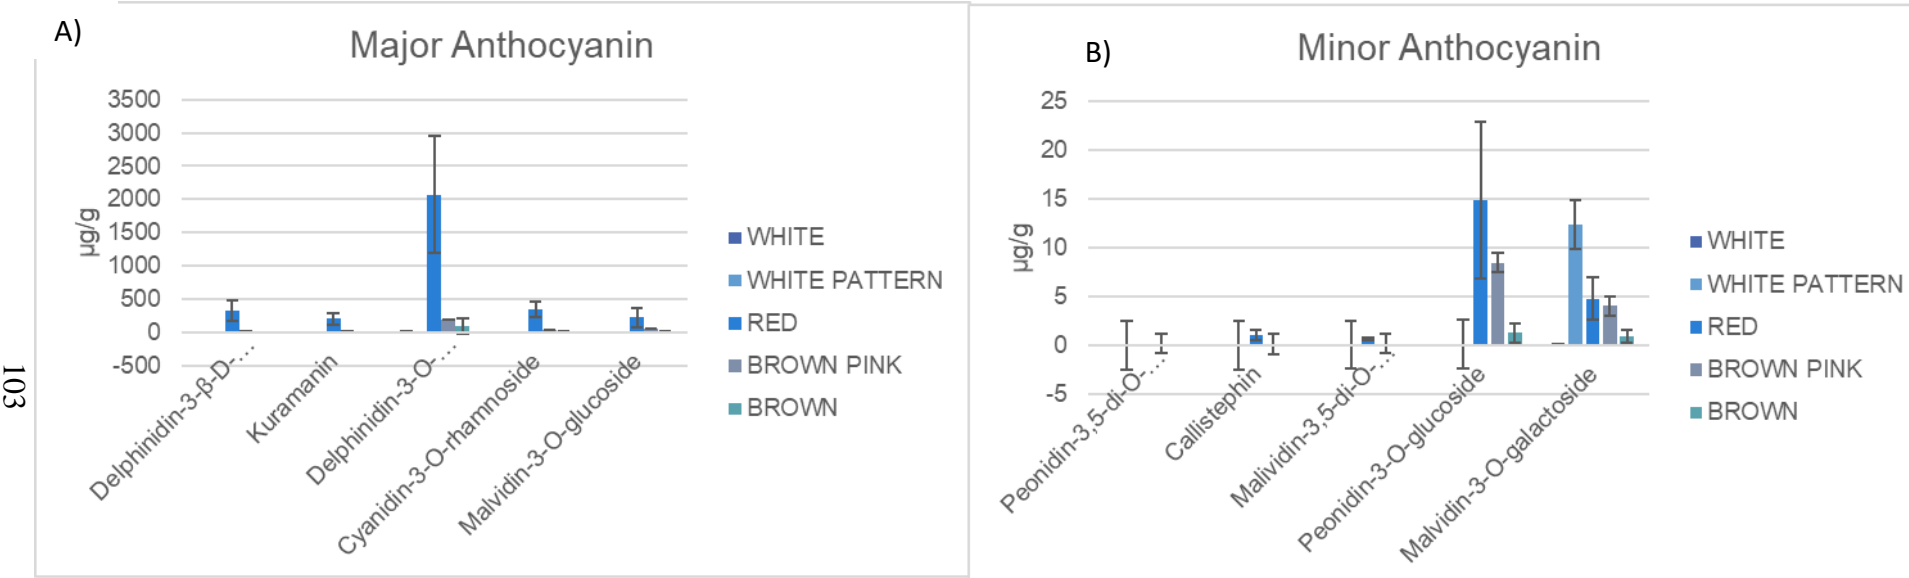 A)
Major Anthocyanin
3500
3000
2500
2000
1500
1000
500
0
-500
µg/g
Delphinidin-3-β-D-...
Kuramanin
Delphinidin-3-O-...
Cyanidin-3-O-rhamnoside
Malvidin-3-O-glucoside
WHITE
WHITE PATTERN
RED
BROWN PINK
BROWN
B)
Minor Anthocyanin
25
20
15
10
5
0
-5
µg/g
Peonidin-3,5-di-O-...
Callistephin
Malividin-3,5-di-O-...
Peonidin-3-O-glucoside
Malvidin-3-O-galactoside
WHITE
WHITE PATTERN
RED
BROWN PINK
BROWN
103